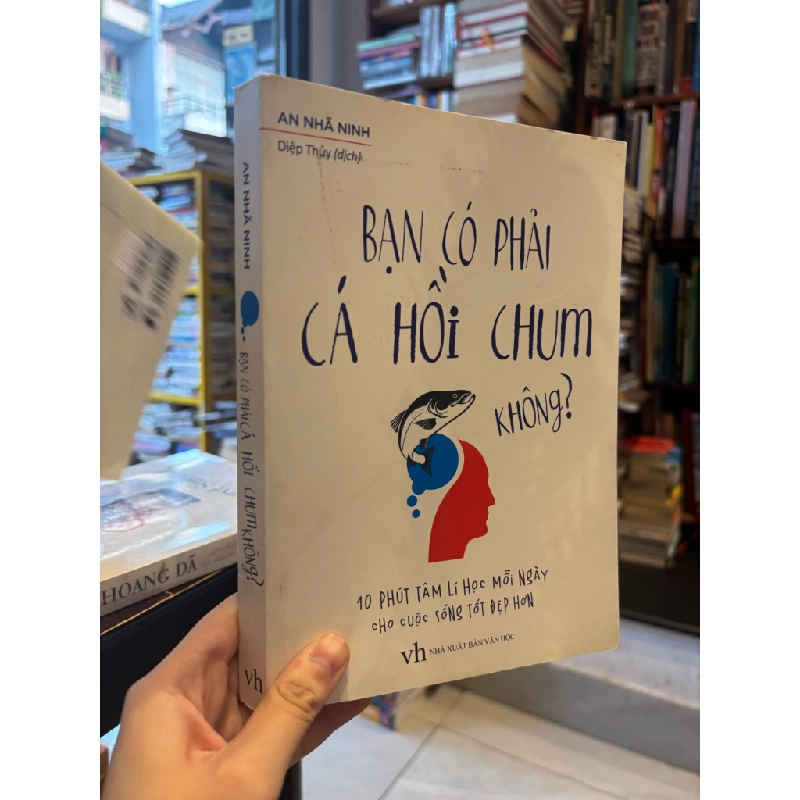 AN NHÃ NINH
Diệp Thủy (dịch)
BẠN CÓ PHẢI
CÁ HỒi CHUM
KHÔNG?
10 PHÚT TÂM LÍ HỌC MỖI NGÀY
CHO CUỘC SỐNG TỐT ĐẸP HƠN
vh NHÀ XUẤT BẢN VĂN HỌC
AN NHÃ NINH
BẠN CÓ PHẢI CÁ HỒI CHUM KHÔNG?
vh
HOANG DÃ